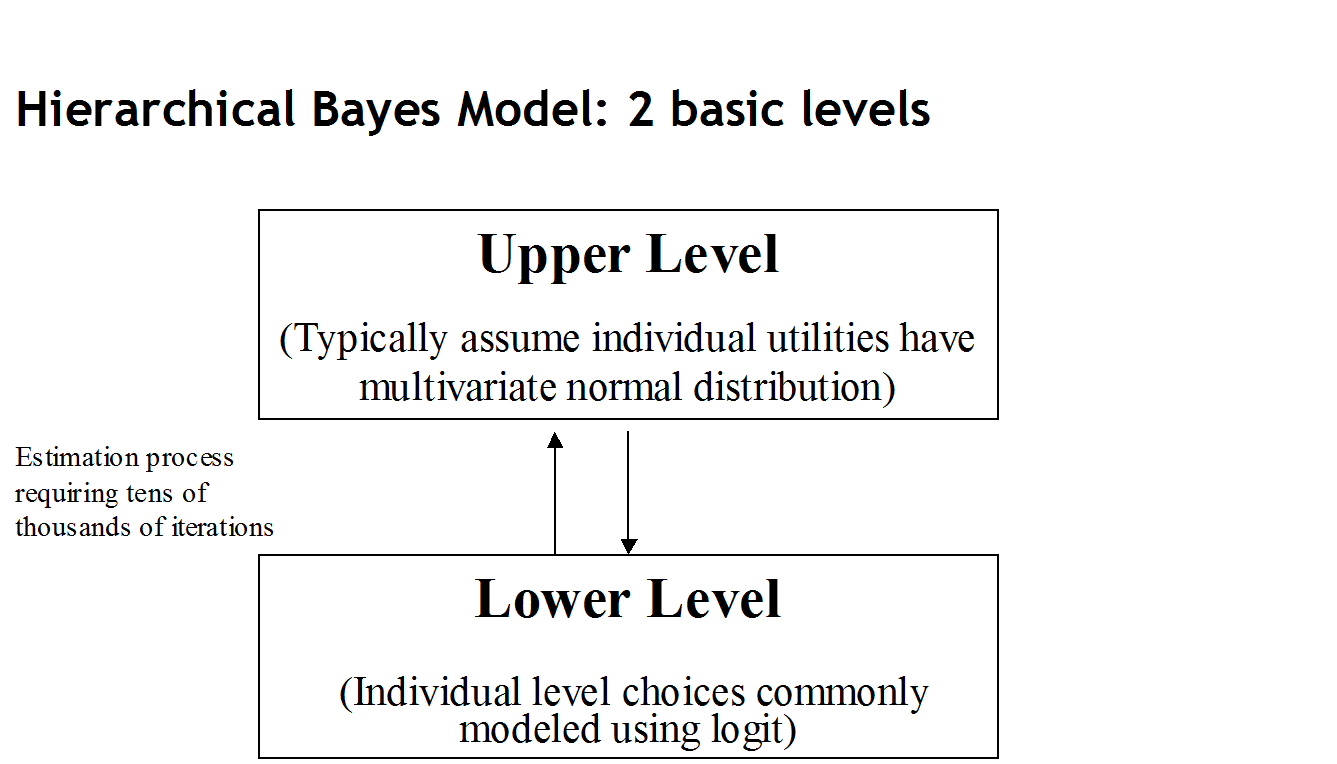 Hierarchical Bayes Model: 2 basic levels
Upper Level
(Typically assume individual utilities have
multivariate normal distribution)
Estimation process
requiring tens of
thousands of iterations
Lower Level
(Individual level choices commonly
modeled using logit)